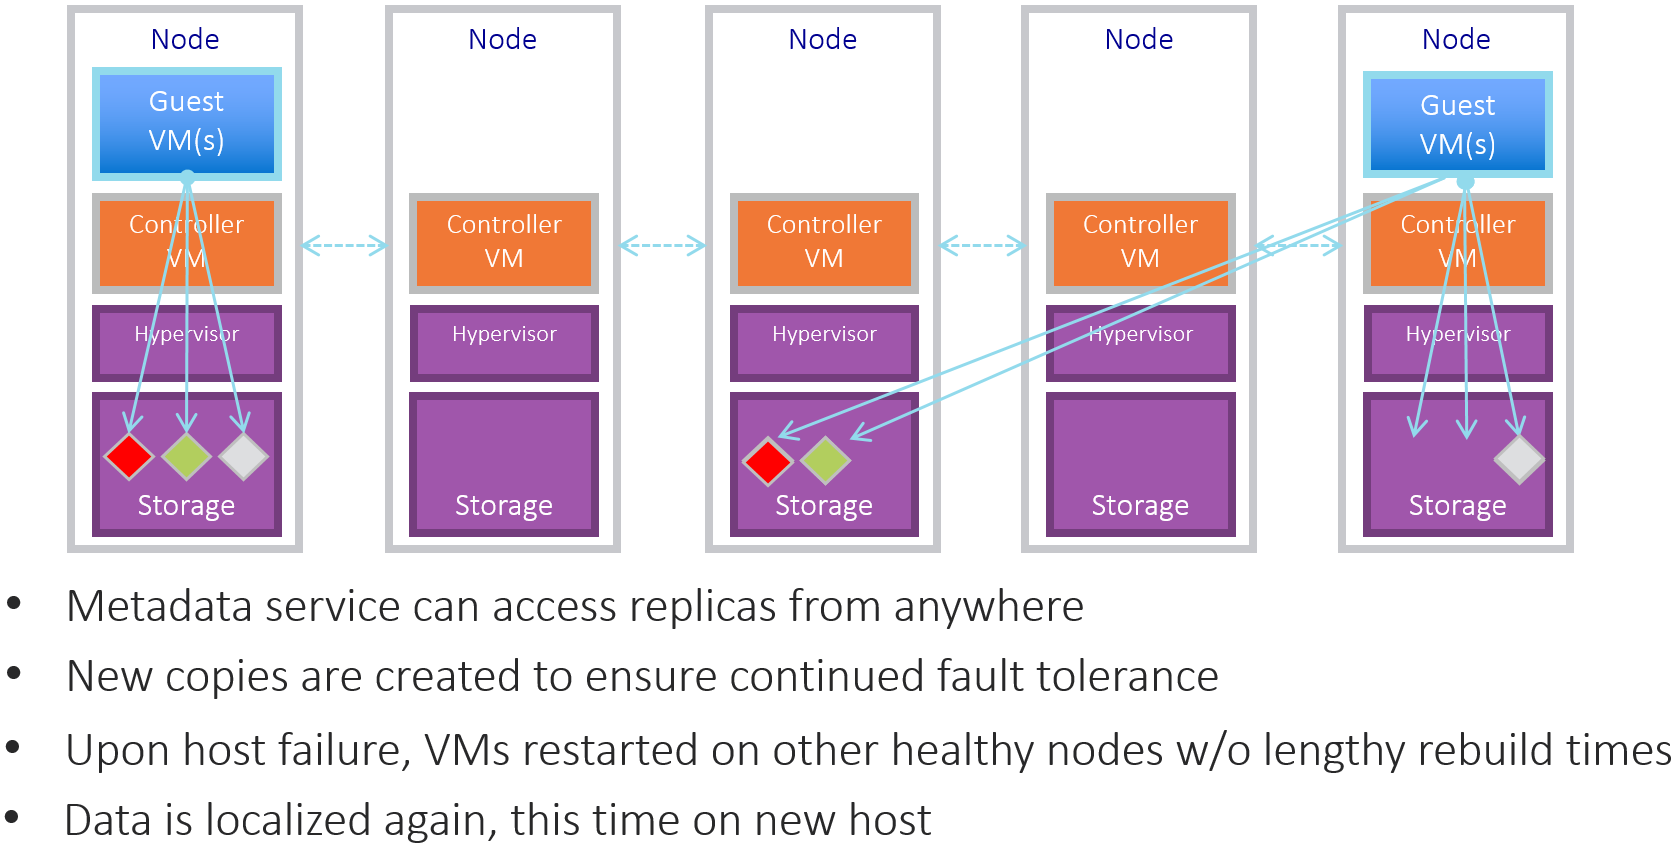 Node
Guest
VM(s)
Controller
VM
Hypervisor
Storage
Node
Controller
VM
Hypervisor
Storage
Node
Controller
VM
Hypervisor
Storage
Node
Controller
VM
Hypervisor
Storage
Node
Guest
VM(s)
Controller
VM
Hypervisor
Storage
• Metadata service can access replicas from anywhere
• New copies are created to ensure continued fault tolerance
• Upon host failure, VMs restarted on other healthy nodes w/o lengthy rebuild times
• Data is localized again, this time on new host